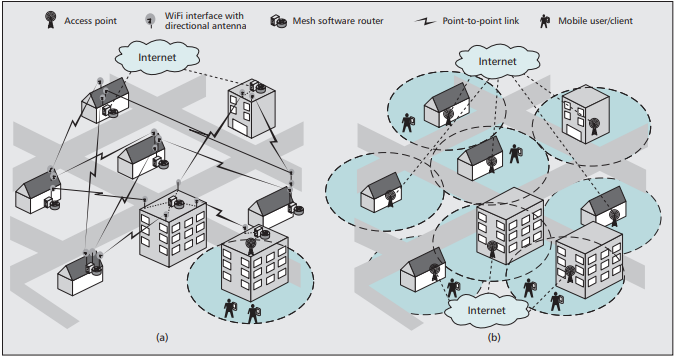 Access point
WiFi interface with
directional antenna
Mesh software router
Point-to-point link
Mobile user/client
Internet
Internet
Internet
(a)
(b)